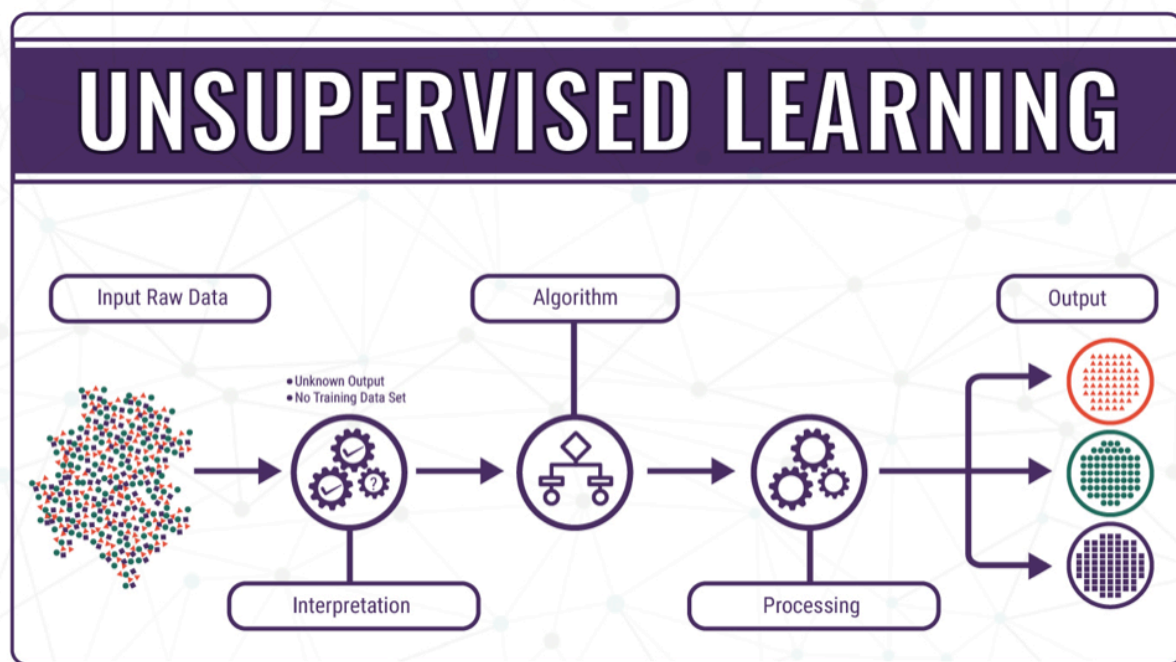 UNSUPERVISED LEARNING
Input Raw Data
Algorithm
Output
● Unknown Output
● No Training Data Set
?
Interpretation
Processing